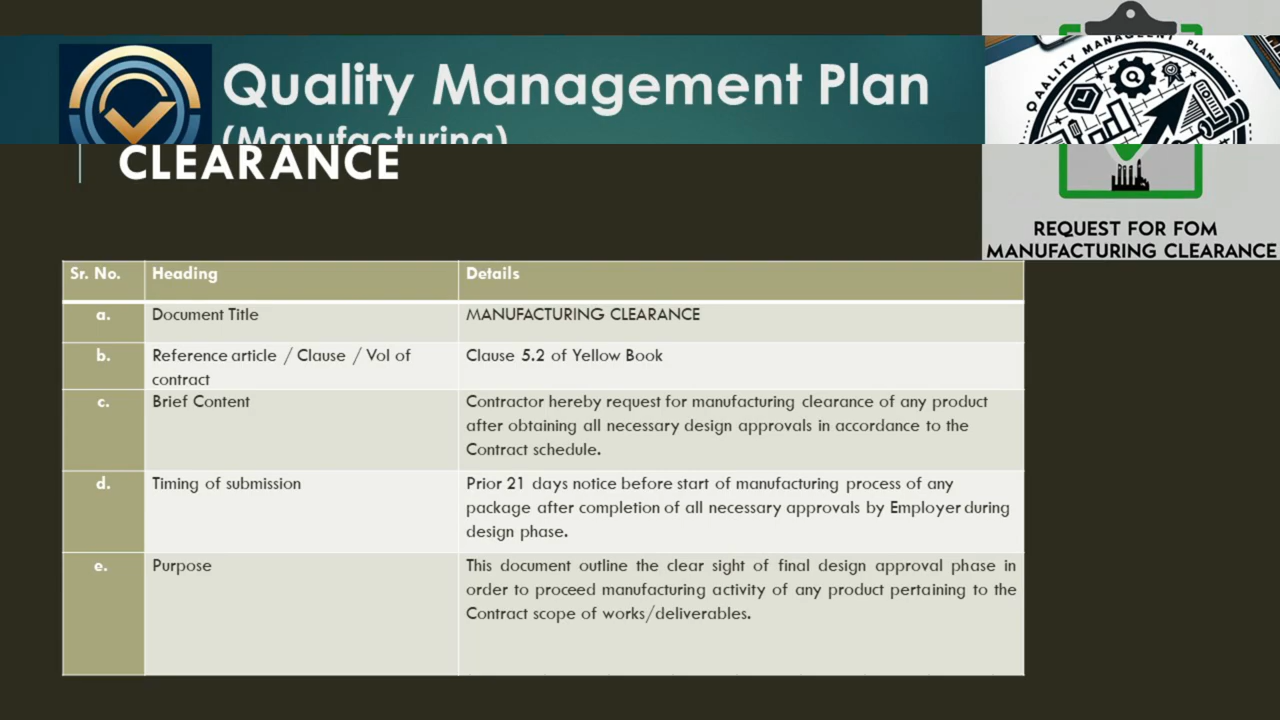 Quality Management Plan
(Manufacturing)
CLEARANCE
QAALITY MANAGEENT PLAN
REQUEST FOR FOM
MANUFACTURING CLEARANCE
Sr. No. Heading Details
a. Document Title MANUFACTURING CLEARANCE
b. Reference article / Clause / Vol of Clause 5.2 of Yellow Book
contract
c. Brief Content Contractor hereby request for manufacturing clearance of any product
after obtaining all necessary design approvals in accordance to the
Contract schedule.
d. Timing of submission Prior 21 days notice before start of manufacturing process of any
package after completion of all necessary approvals by Employer during
design phase.
e. Purpose This document outline the clear sight of final design approval phase in
order to proceed manufacturing activity of any product pertaining to the
Contract scope of works/deliverables.